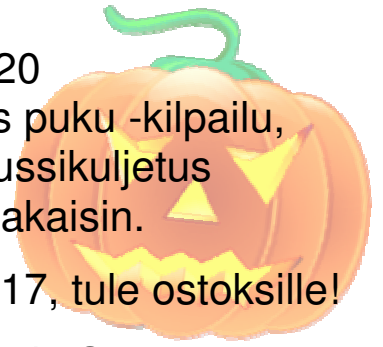 20
s puku -kilpailu,
ussikuljetus
akaisin.
17, tule ostoksille!